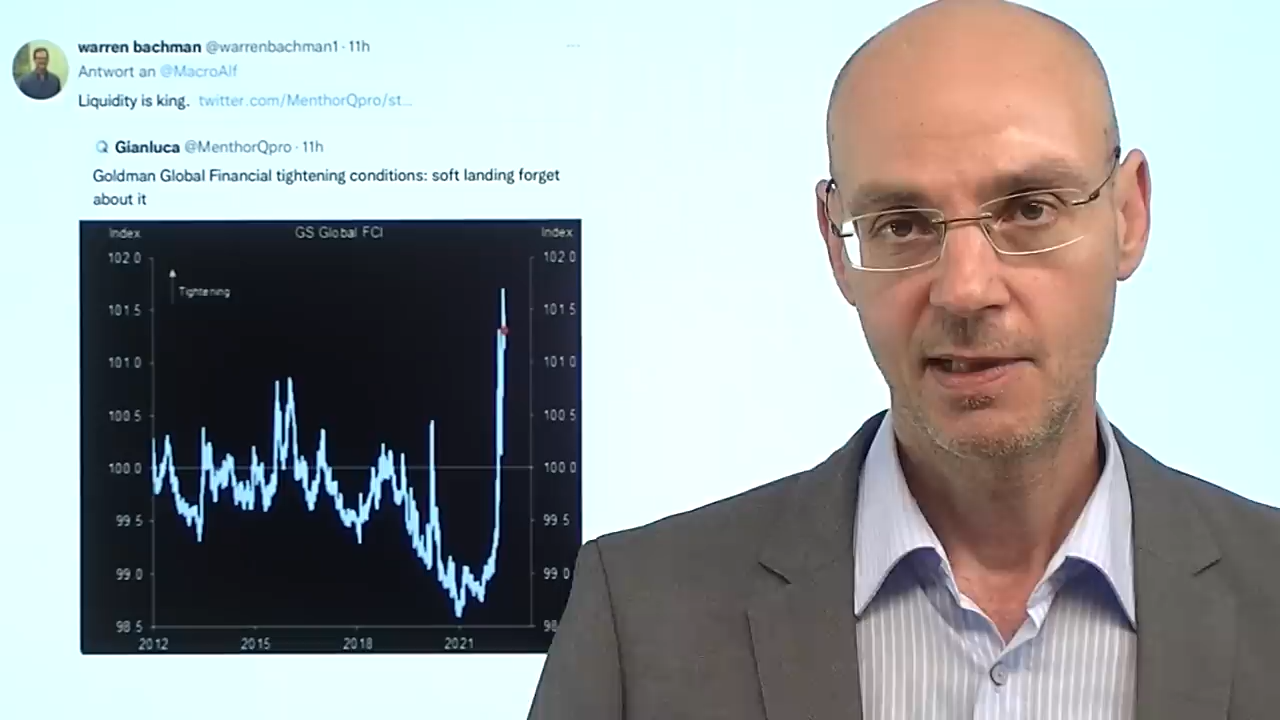 warren bachman @warrenbachman1 · 11h
Antwort an @MacroAlf
Liquidity is king. twitter.com/MenthorQpro/st...
Gianluca @MenthorQpro · 11h
Goldman Global Financial tightening conditions: soft landing forget
about it
Index GS Global FCI Index
102.0 102.0
Tightening
101.5 101.5
101.0 101.0
100.5 100.5
100.0 100.0
99.5 99.5
99.0 99.0
98.5
2012 2015 2018 2021